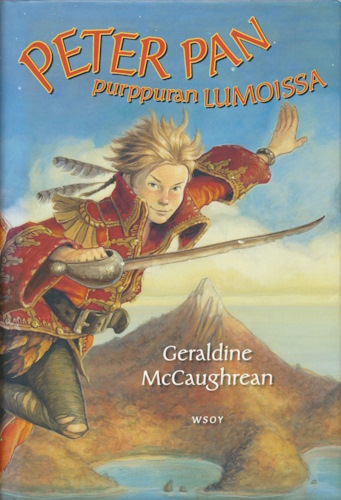 PETER PAN
purppuran LUMOISSA
Geraldine
McCaughrean
WSOY